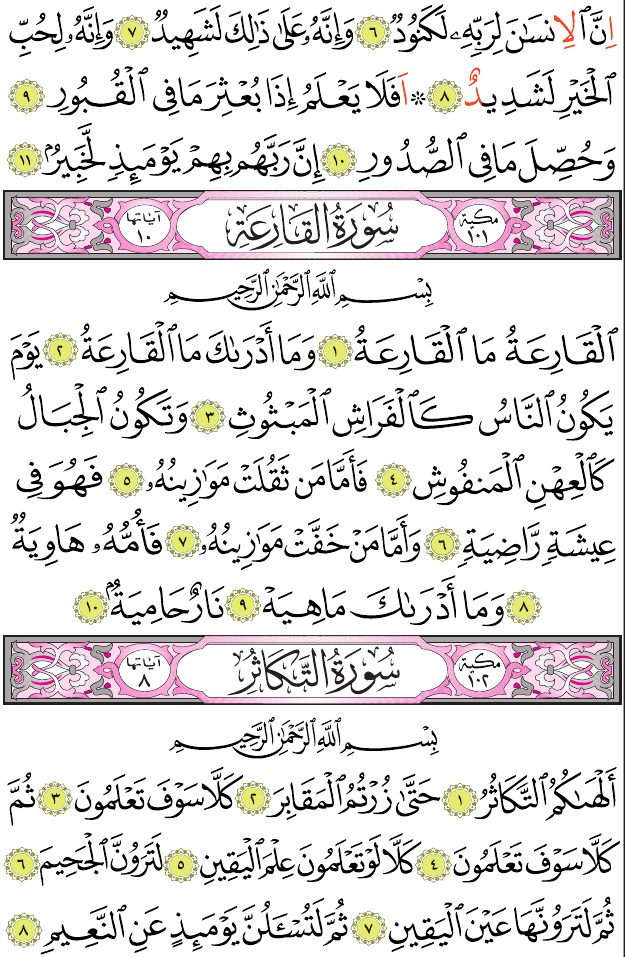 اِنَّ ٱلِانسَٰنَ لِرَبِّهِۦ لَكَنُودٌ ٦ وَإِنَّهُۥ عَلَىٰ ذَٰلِكَ لَشَهِيدٌ ٧ وَإِنَّهُۥ لِحُبِّ
ٱلْخَيْرِ لَشَدِيدٌ ٨ ۞ اَفَلَا يَعْلَمُ إِذَا بُعْثِرَ مَا فِى ٱلْقُبُورِ ٩
وَحُصِّلَ مَا فِى ٱلصُّدُورِ ١٠ إِنَّ رَبَّهُم بِهِمْ يَوْمَئِذٍ لَّخَبِيرٌۢ ١١
مكية ١٠١ سُورَةُ القَارِعَةِ آياتها ١٠
بِسْمِ ٱللَّهِ ٱلرَّحْمَٰنِ ٱلرَّحِيمِ
ٱلْقَارِعَةُ مَا ٱلْقَارِعَةُ ١ وَمَا أَدْرَىٰكَ مَا ٱلْقَارِعَةُ ٢ يَوْمَ
يَكُونُ ٱلنَّاسُ كَٱلْفَرَاشِ ٱلْمَبْثُوثِ ٣ وَتَكُونُ ٱلْجِبَالُ
كَٱلْعِهْنِ ٱلْمَنفُوشِ ٤ فَأَمَّا مَن ثَقُلَتْ مَوَٰزِينُهُۥ ٥ فَهُوَ فِى
عِيشَةٍ رَّاضِيَةٍ ٦ وَأَمَّا مَنْ خَفَّتْ مَوَٰزِينُهُۥ ٧ فَأُمُّهُۥ هَاوِيَةٌ
٨ وَمَا أَدْرَىٰكَ مَا هِيَهْ ٩ نَارٌ حَامِيَةٌۢ ١٠
مكية ١٠٢ سُورَةُ التَّكَاثُرِ آياتها ٨
بِسْمِ ٱللَّهِ ٱلرَّحْمَٰنِ ٱلرَّحِيمِ
أَلْهَىٰكُمُ ٱلتَّكَاثُرُ ١ حَتَّىٰ زُرْتُمُ ٱلْمَقَابِرَ ٢ كَلَّا سَوْفَ تَعْلَمُونَ ٣ ثُمَّ
كَلَّا سَوْفَ تَعْلَمُونَ ٤ كَلَّا لَوْ تَعْلَمُونَ عِلْمَ ٱلْيَقِينِ ٥ لَتَرَوُنَّ ٱلْجَحِيمَ ٦
ثُمَّ لَتَرَوُنَّهَا عَيْنَ ٱلْيَقِينِ ٧ ثُمَّ لَتُسْـَٔلُنَّ يَوْمَئِذٍ عَنِ ٱلنَّعِيمِ ٨